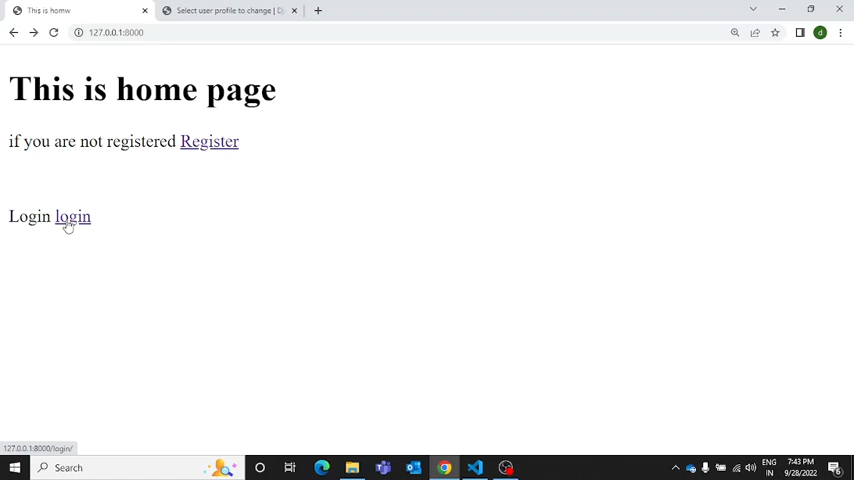 This is homw
Select user profile to change | Dj
127.0.0.1:8000
d
This is home page
if you are not registered Register
Login login
127.0.0.1:8000/login/
Search
ENG
IN
7:43 PM
9/28/2022
6